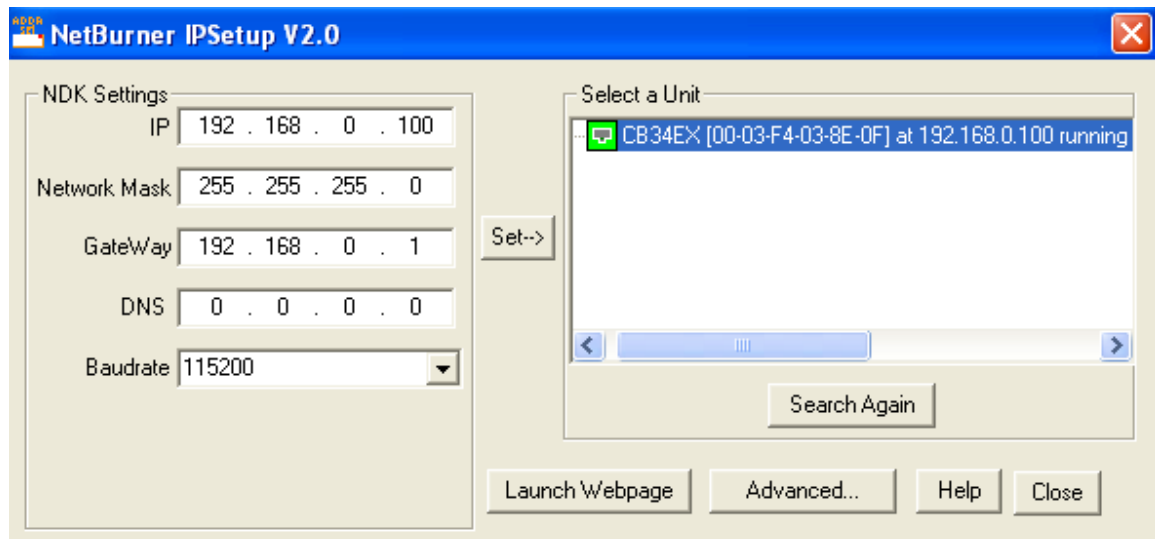 ADDR
SET
NetBurner IPSetup V2.0
NDK Settings
IP 192 . 168 . 0 . 100
Network Mask 255 . 255 . 255 . 0
GateWay 192 . 168 . 0 . 1
DNS 0 . 0 . 0 . 0
Baudrate 115200
Set-->
Select a Unit
CB34EX [00-03-F4-03-8E-0F] at 192.168.0.100 running
Search Again
Launch Webpage
Advanced...
Help
Close